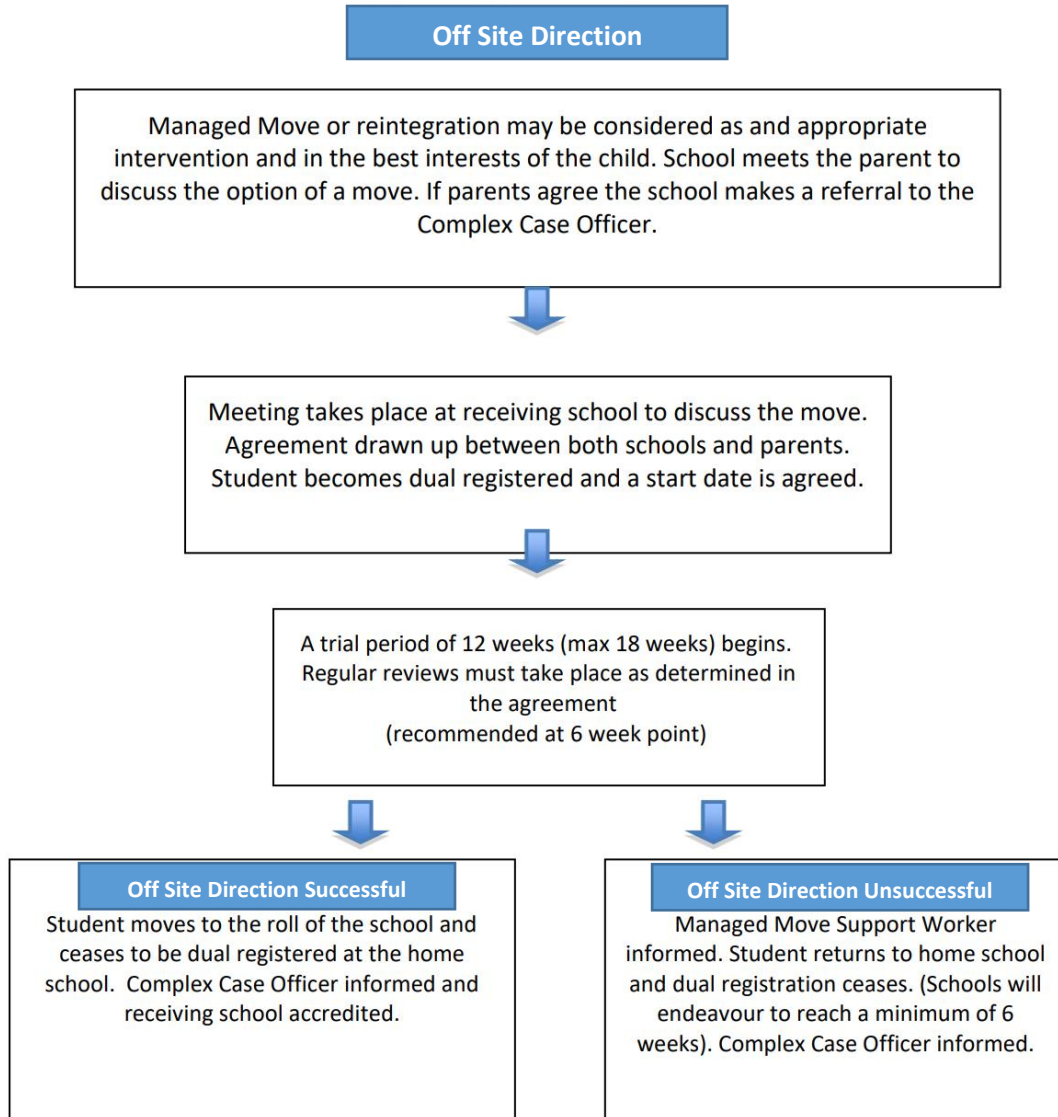 Off Site Direction
Managed Move or reintegration may be considered as and appropriate
intervention and in the best interests of the child. School meets the parent to
discuss the option of a move. If parents agree the school makes a referral to the
Complex Case Officer.
Meeting takes place at receiving school to discuss the move.
Agreement drawn up between both schools and parents.
Student becomes dual registered and a start date is agreed.
A trial period of 12 weeks (max 18 weeks) begins.
Regular reviews must take place as determined in
the agreement
(recommended at 6 week point)
Off Site Direction Successful
Student moves to the roll of the school and
ceases to be dual registered at the home
school. Complex Case Officer informed and
receiving school accredited.
Off Site Direction Unsuccessful
Managed Move Support Worker
informed. Student returns to home school
and dual registration ceases. (Schools will
endeavour to reach a minimum of 6
weeks). Complex Case Officer informed.